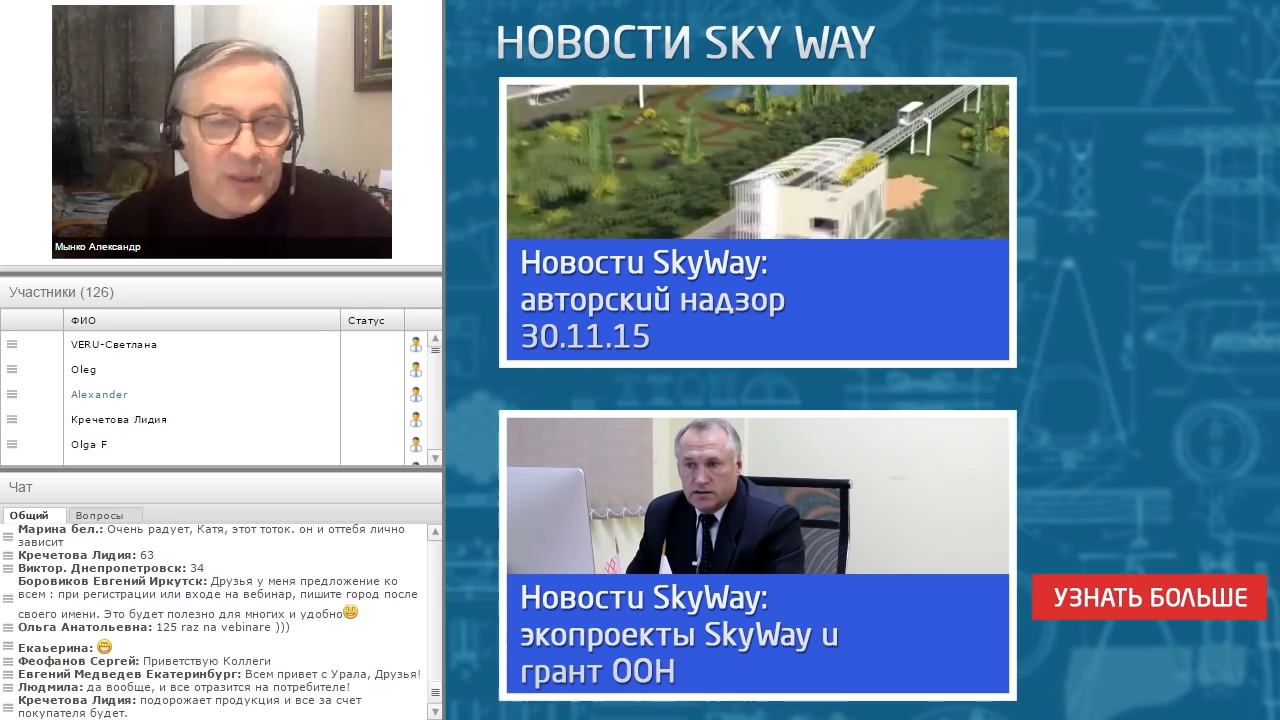 Мынко Александр
Участники (126)
ФИО
Статус
VERU-Светлана
Oleg
Alexander
Кречетова Лидия
Olga F
Чат
Общий
Вопросы
Марина бел.: Очень радует, Катя, этот тоток. он и оттебя лично
зависит
Кречетова Лидия: 63
Виктор. Днепропетровск: 34
Боровиков Евгений Иркутск: Друзья у меня предложение ко
всем : при регистрации или входе на вебинар, пишите город после
своего имени. Это будет полезно для многих и удобно
Ольга Анатольевна: 125 raz na vebinare )))
Екаьерина:
Феофанов Сергей: Приветствую Коллеги
Евгений Медведев Екатеринбург: Всем привет с Урала, Друзья!
Людмила: да вообще, и все отразится на потребителе!
Кречетова Лидия: подорожает продукция и все за счет
покупателя будет.
НОВОСТИ SKY WAY
Новости SkyWay:
авторский надзор
30.11.15
Новости SkyWay:
экопроекты SkyWay и
грант ООН
УЗНАТЬ БОЛЬШЕ